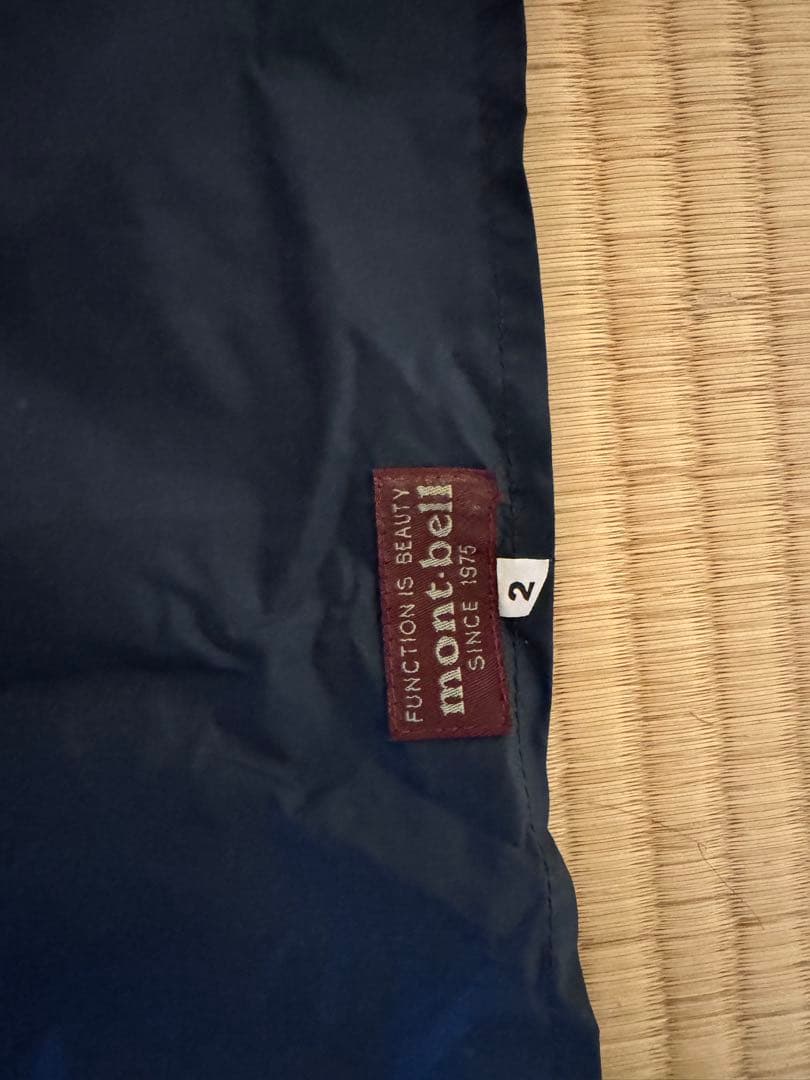 FUNCTION IS BEAUTY
mont·bell
SINCE 1975
2